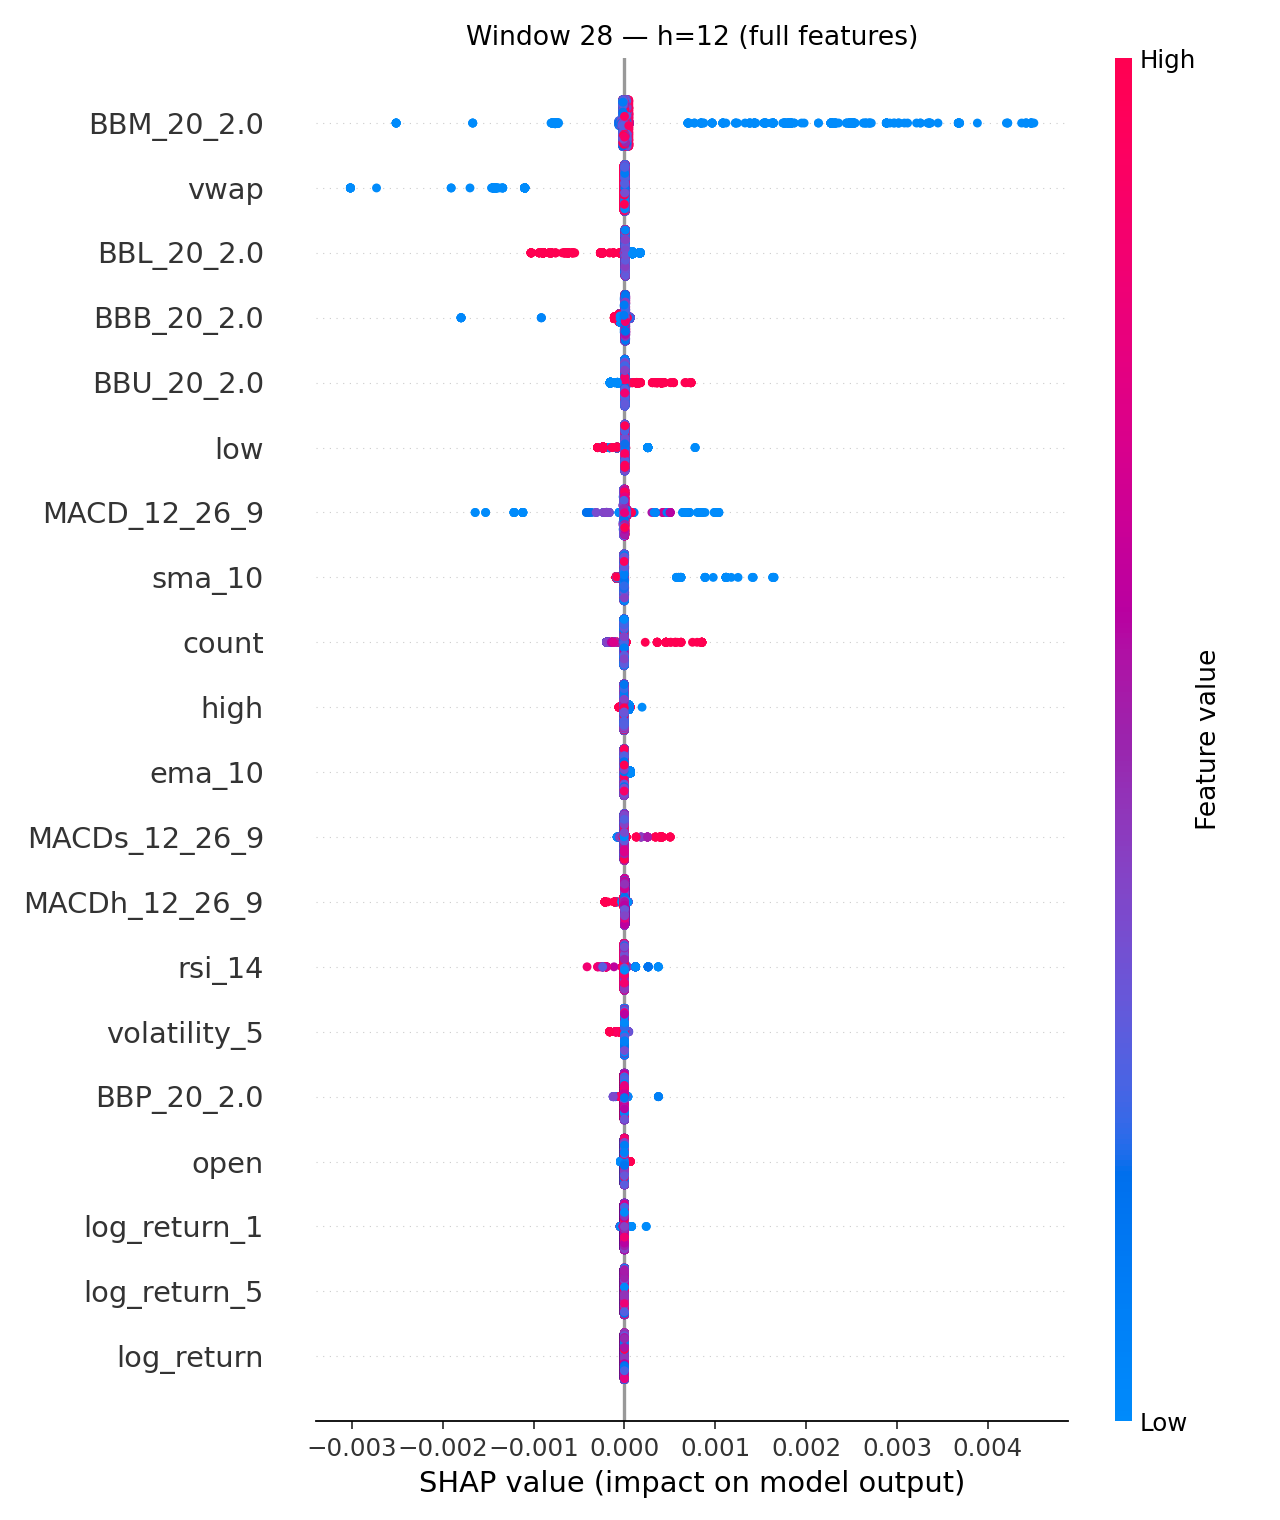 Window 28 — h=12 (full features)
High
BBM_20_2.0
vwap
BBL_20_2.0
BBB_20_2.0
BBU_20_2.0
low
MACD_12_26_9
sma_10
count
high
ema_10
MACDs_12_26_9
MACDh_12_26_9
rsi_14
volatility_5
BBP_20_2.0
open
log_return_1
log_return_5
log_return
Feature value
Low
−0.003 −0.002 −0.001 0.000 0.001 0.002 0.003 0.004
SHAP value (impact on model output)